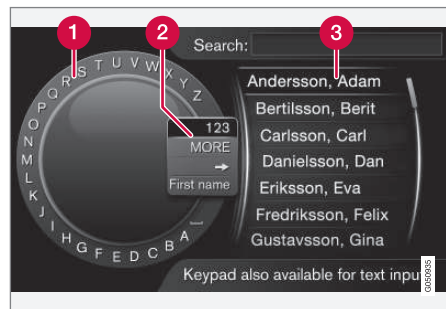 1
2
3
Search:
A B C D E F G H I J K L M N O P Q R S T U V W X Y Z
123
MORE
First name
Andersson, Adam
Bertilsson, Berit
Carlsson, Carl
Danielsson, Dan
Eriksson, Eva
Fredriksson, Felix
Gustavsson, Gina
Keypad also available for text input
G050935